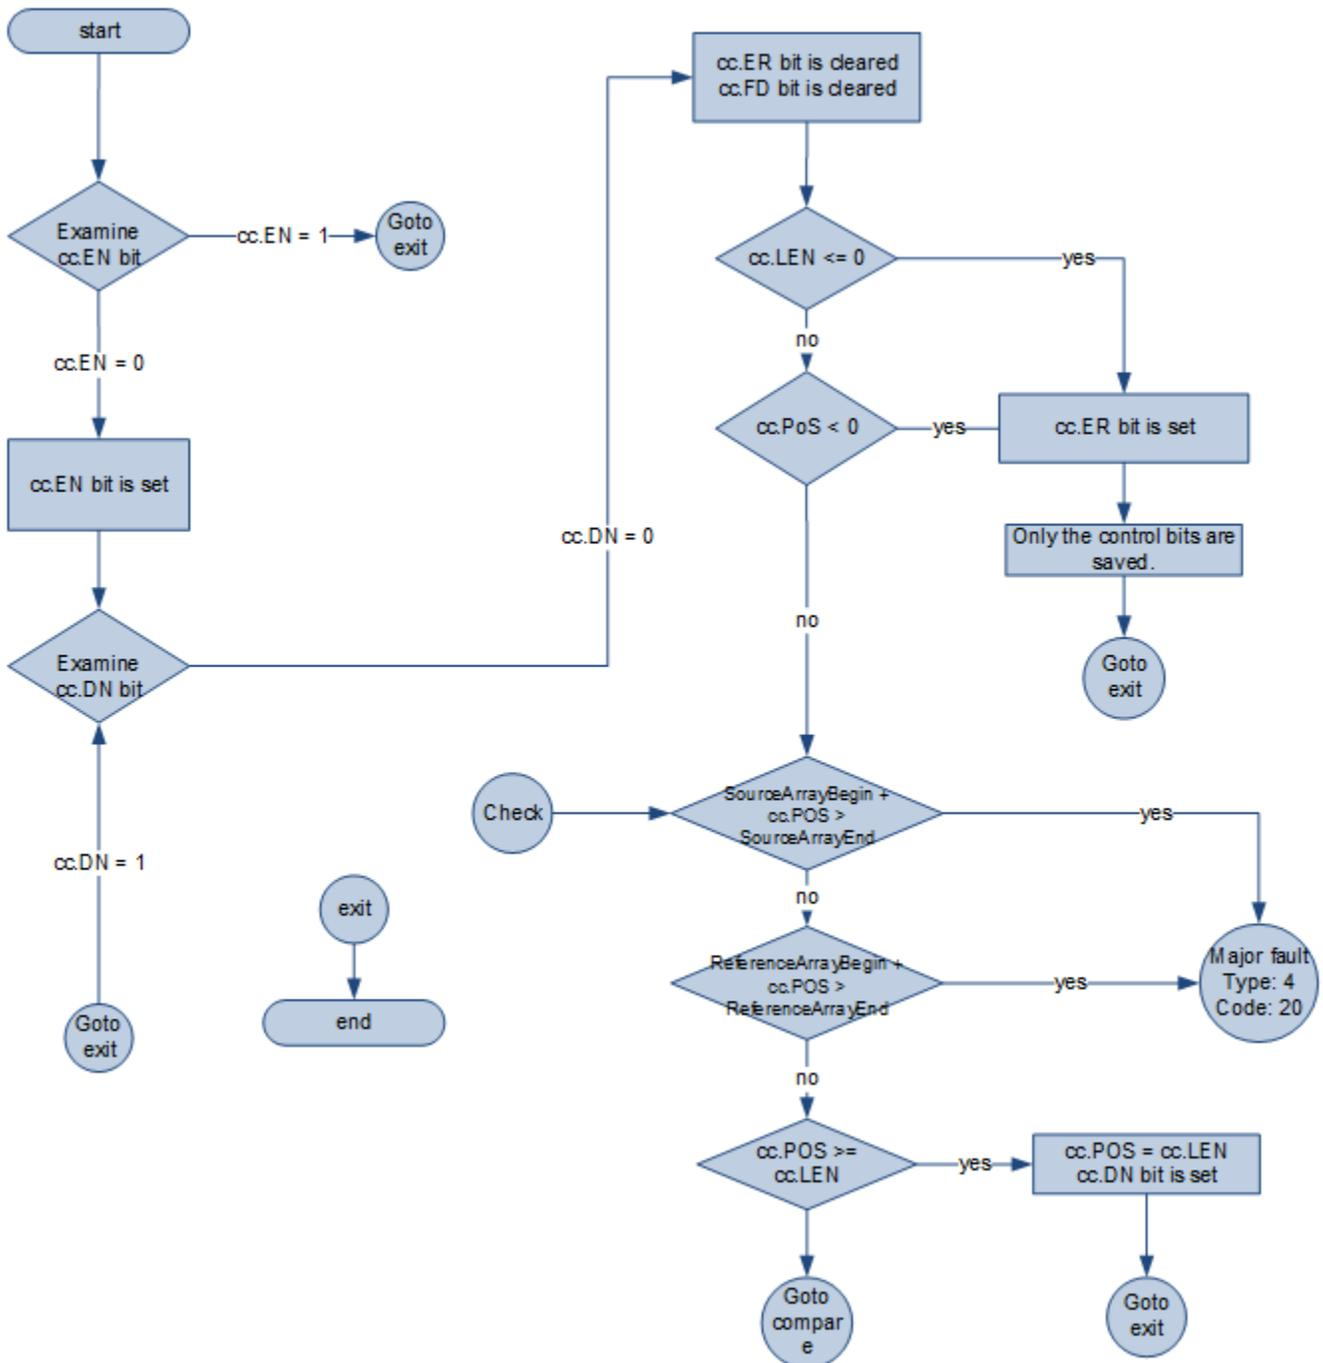 start
Examine
cc.EN bit
cc.EN = 1
Goto
exit
cc.EN = 0
cc.EN bit is set
Examine
cc.DN bit
cc.DN = 1
Goto
exit
exit
end
cc.DN = 0
cc.ER bit is cleared
cc.FD bit is cleared
cc.LEN <= 0
yes
no
cc.PoS < 0
yes
cc.ER bit is set
Only the control bits are
saved.
Goto
exit
no
Check
SourceArrayBegin +
cc.POS >
SourceArrayEnd
yes
no
ReferenceArrayBegin +
cc.POS >
ReferenceArrayEnd
yes
Major fault
Type: 4
Code: 20
no
cc.POS >=
cc.LEN
yes
cc.POS = cc.LEN
cc.DN bit is set
Goto
compar
e
Goto
exit